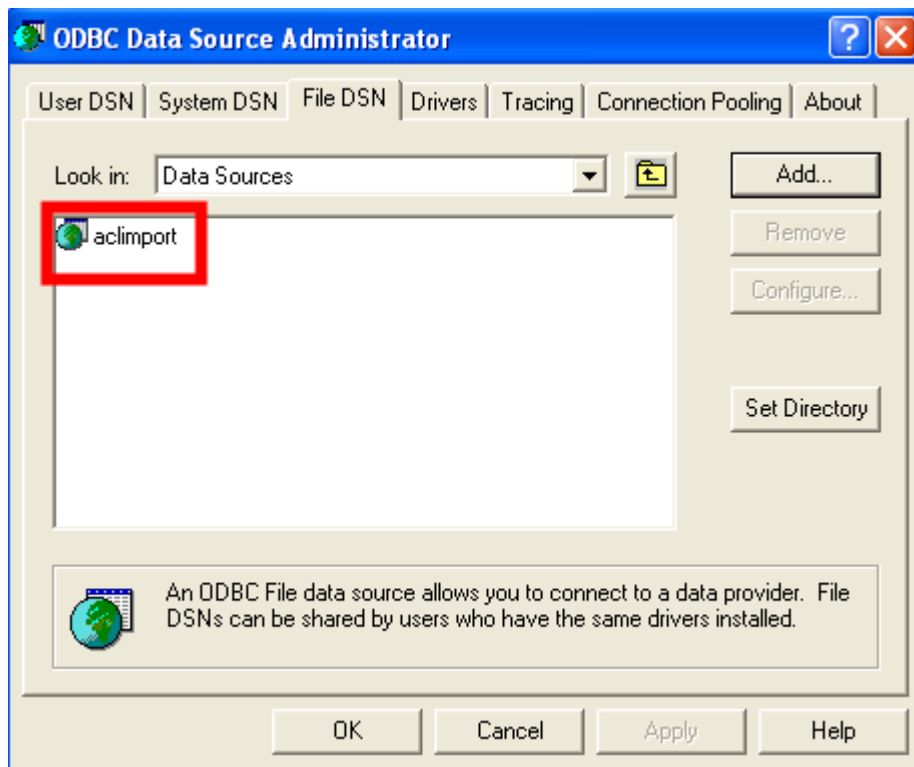 ODBC Data Source Administrator
User DSN System DSN File DSN Drivers Tracing Connection Pooling About
Look in: Data Sources Add...
aclimport
Remove
Configure...
Set Directory
An ODBC File data source allows you to connect to a data provider. File
DSNs can be shared by users who have the same drivers installed.
OK Cancel Apply Help